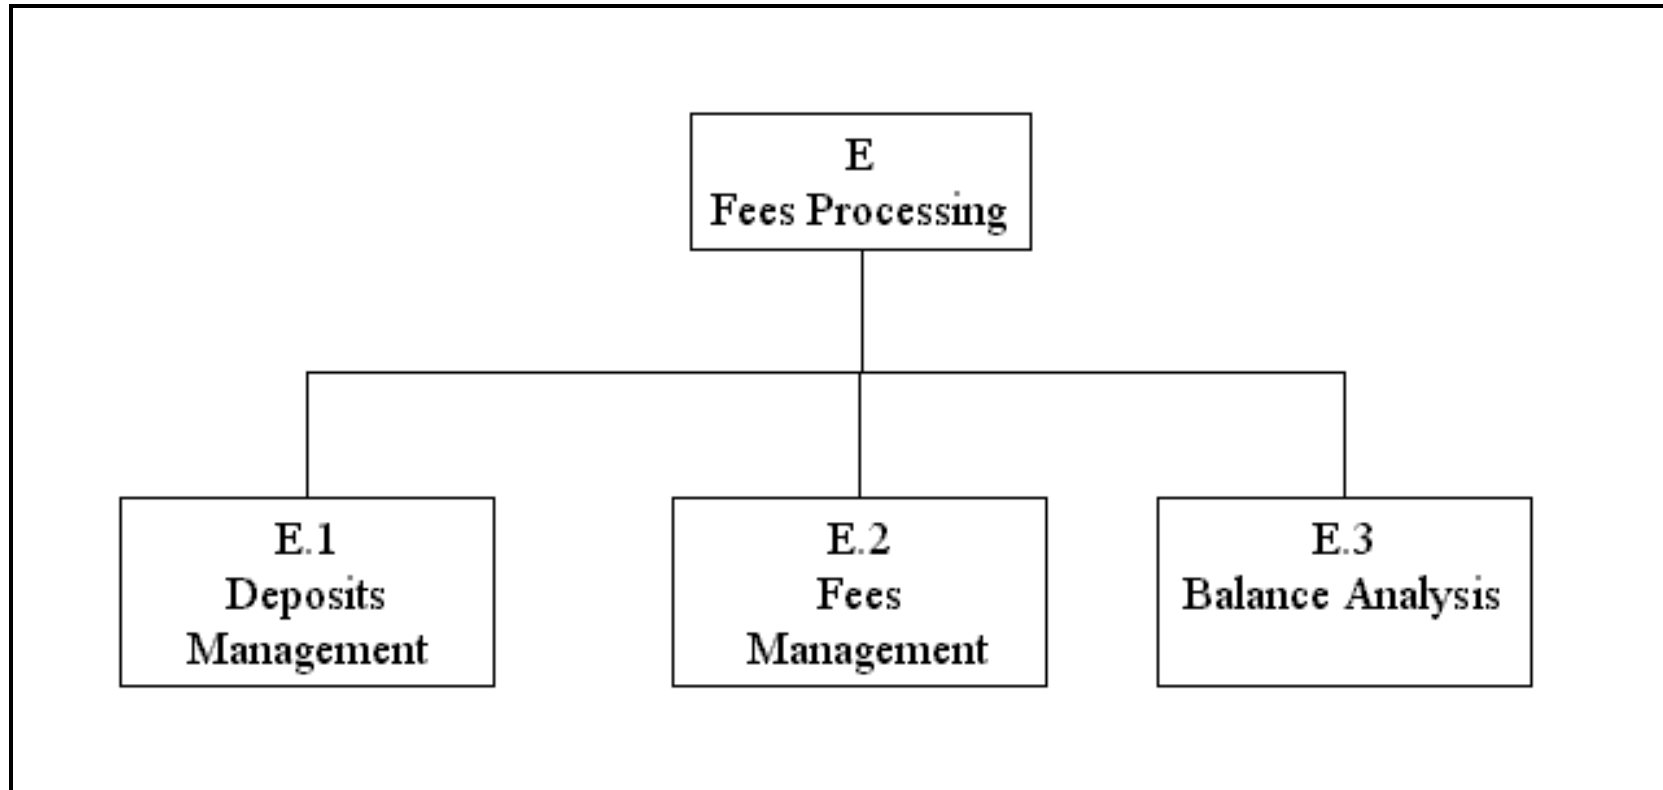 E
Fees Processing
E.1
Deposits
Management
E.2
Fees
Management
E.3
Balance Analysis